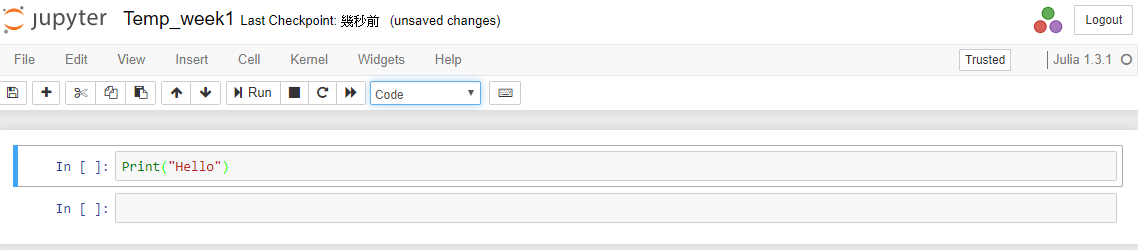 jupyter Temp_week1 Last Checkpoint: 幾秒前 (unsaved changes) Logout
File Edit View Insert Cell Kernel Widgets Help Trusted Julia 1.3.1
Run Code
In [ ]: Print("Hello")
In [ ]: